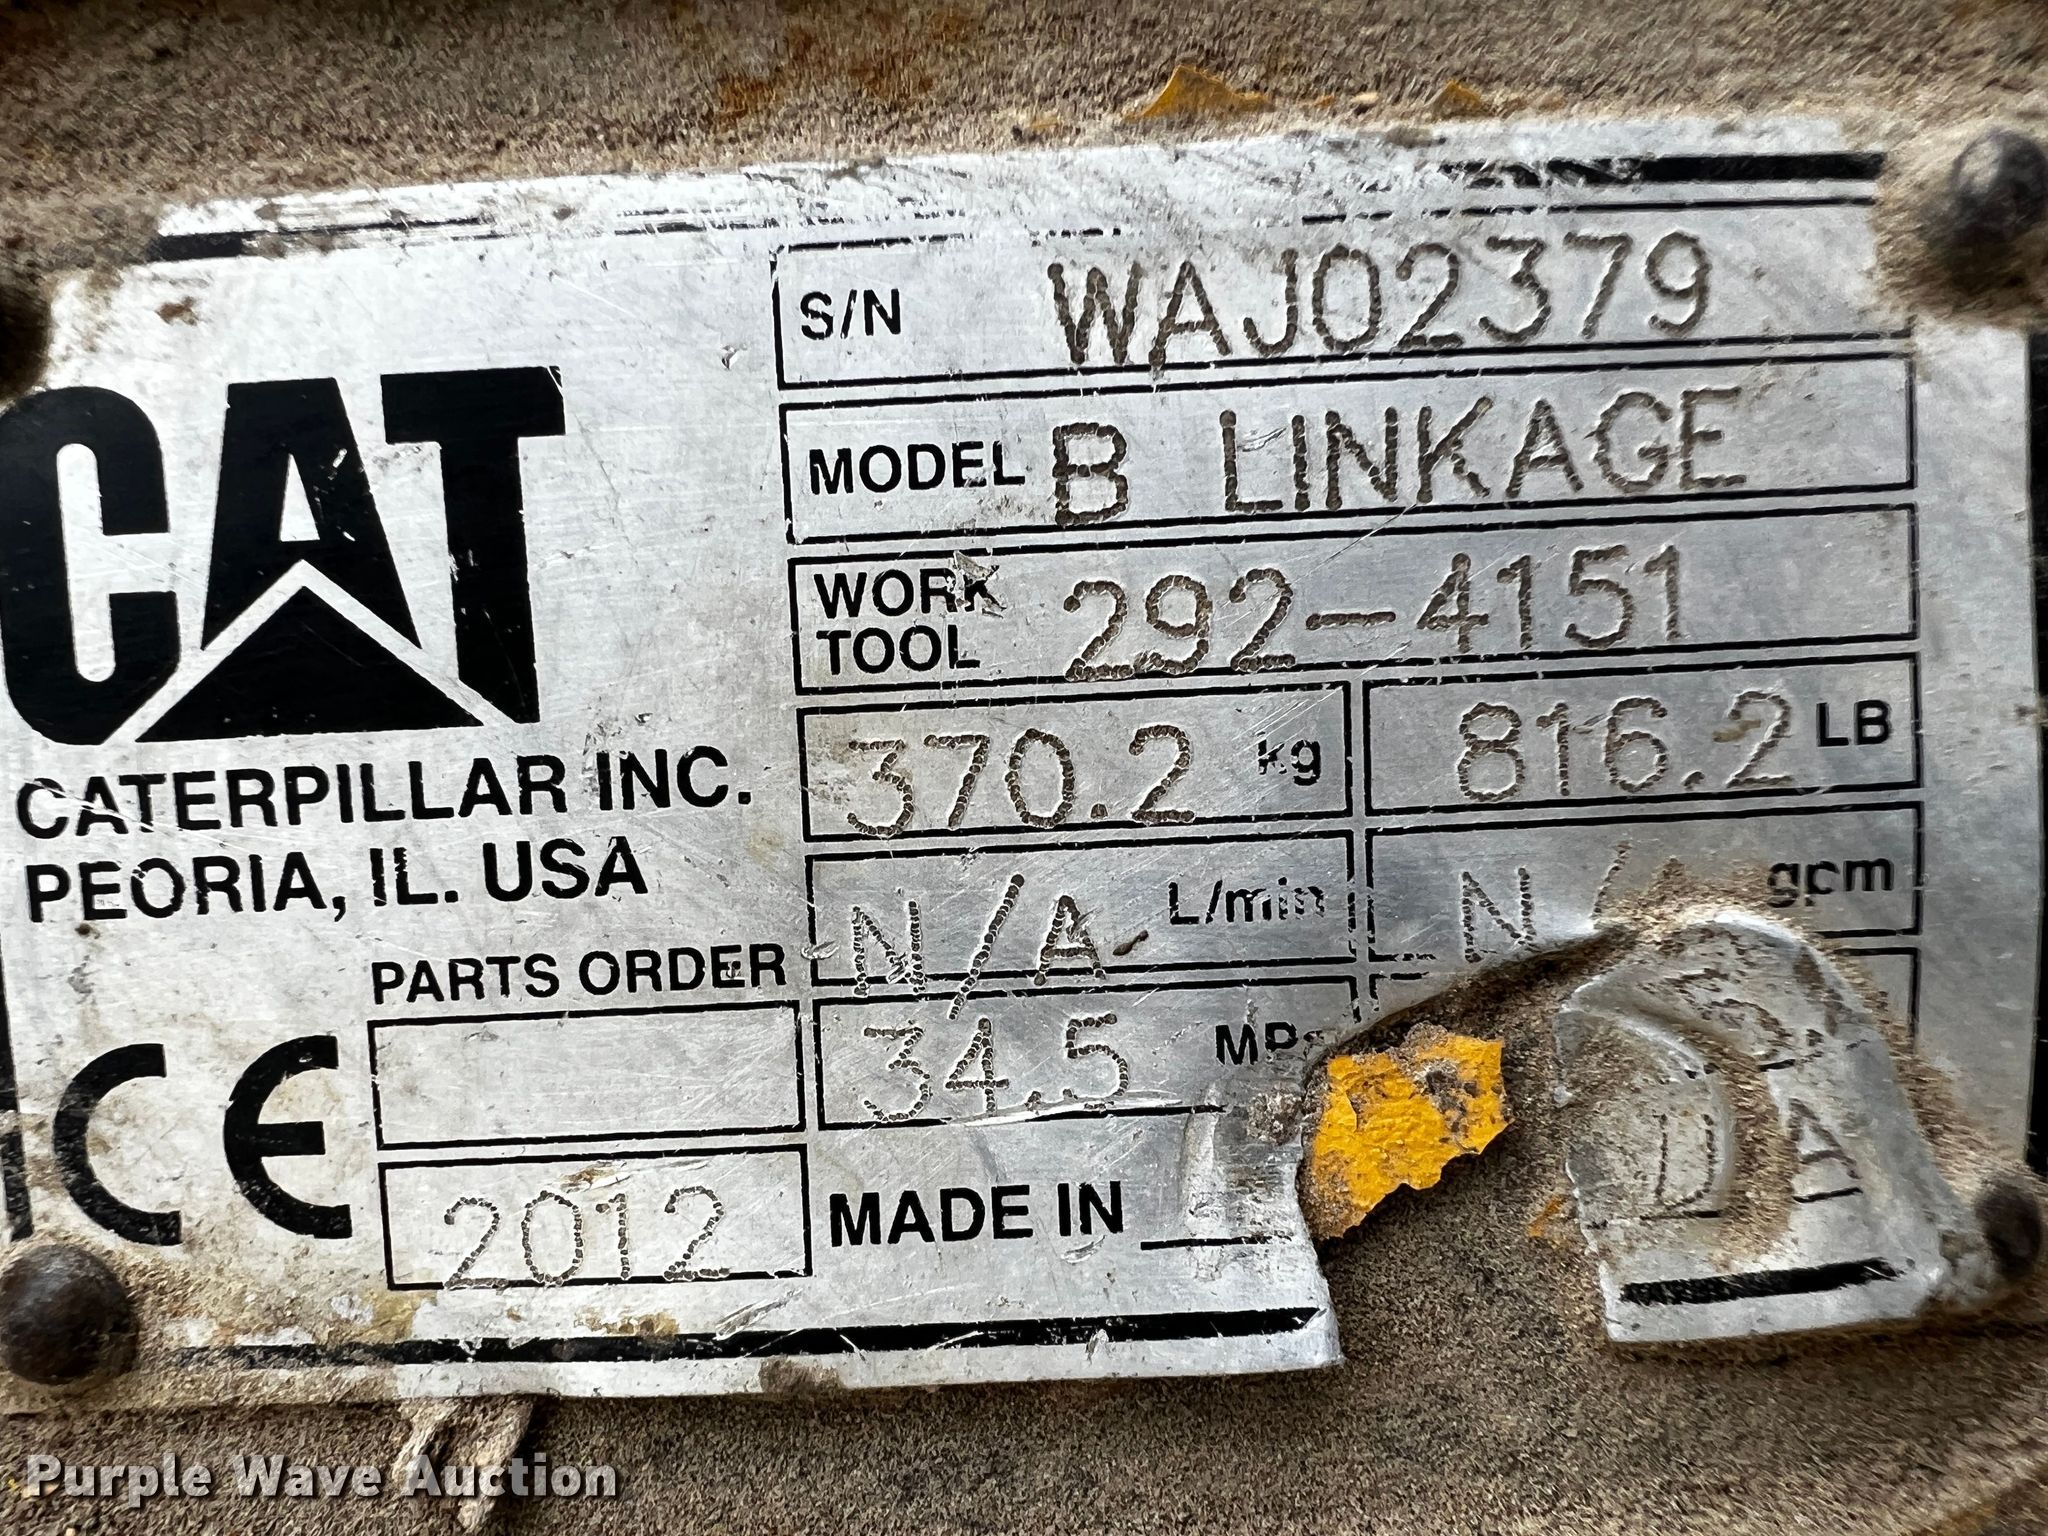 CAT
CATERPILLAR INC.
PEORIA, IL. USA
S/N WAJ02379
MODEL B LINKAGE
WORK TOOL 292-4151
370.2 kg 816.2 LB
N/A L/min N/ gpm
PARTS ORDER
34.5
CE
2012
MADE IN
Purple Wave Auction